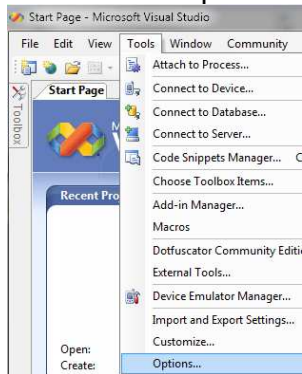 Start Page - Microsoft Visual Studio
File Edit View Tools Window Community
Attach to Process...
Start Page
Connect to Device...
Toolbox
Connect to Database...
Connect to Server...
Code Snippets Manager...
Choose Toolbox Items...
Recent Pro
Add-in Manager...
Macros
Dotfuscator Community Editi
External Tools...
Device Emulator Manager...
Import and Export Settings...
Open:
Customize...
Create:
Options...